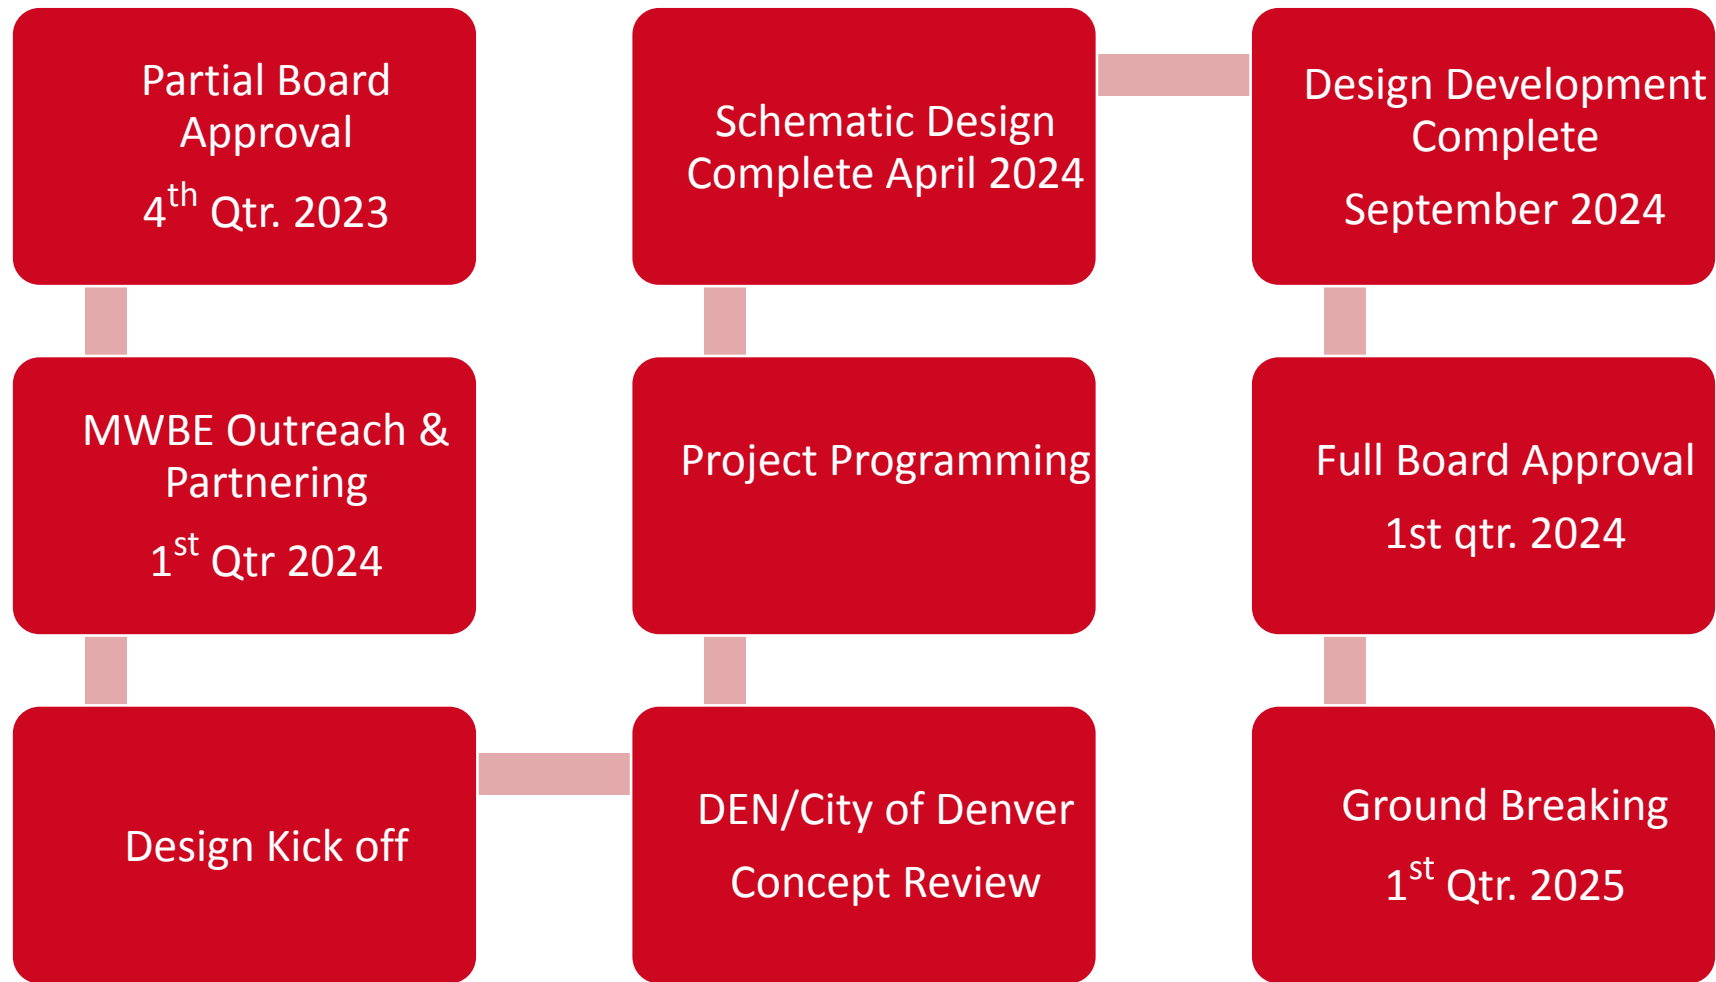 Partial Board
Approval
4th Qtr. 2023
MWBE Outreach &
Partnering
1st Qtr 2024
Design Kick off
DEN/City of Denver
Concept Review
Project Programming
Schematic Design
Complete April 2024
Design Development
Complete
September 2024
Full Board Approval
1st qtr. 2024
Ground Breaking
1st Qtr. 2025